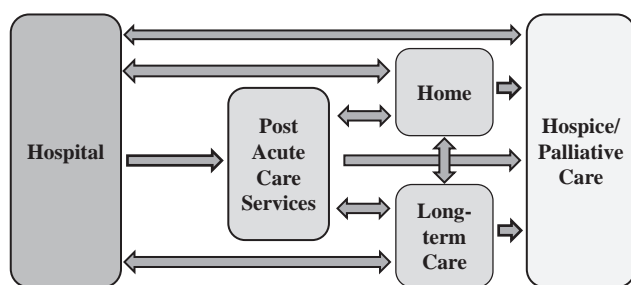 Hospital
Post
Acute
Care
Services
Home
Long-
term
Care
Hospice/
Palliative
Care